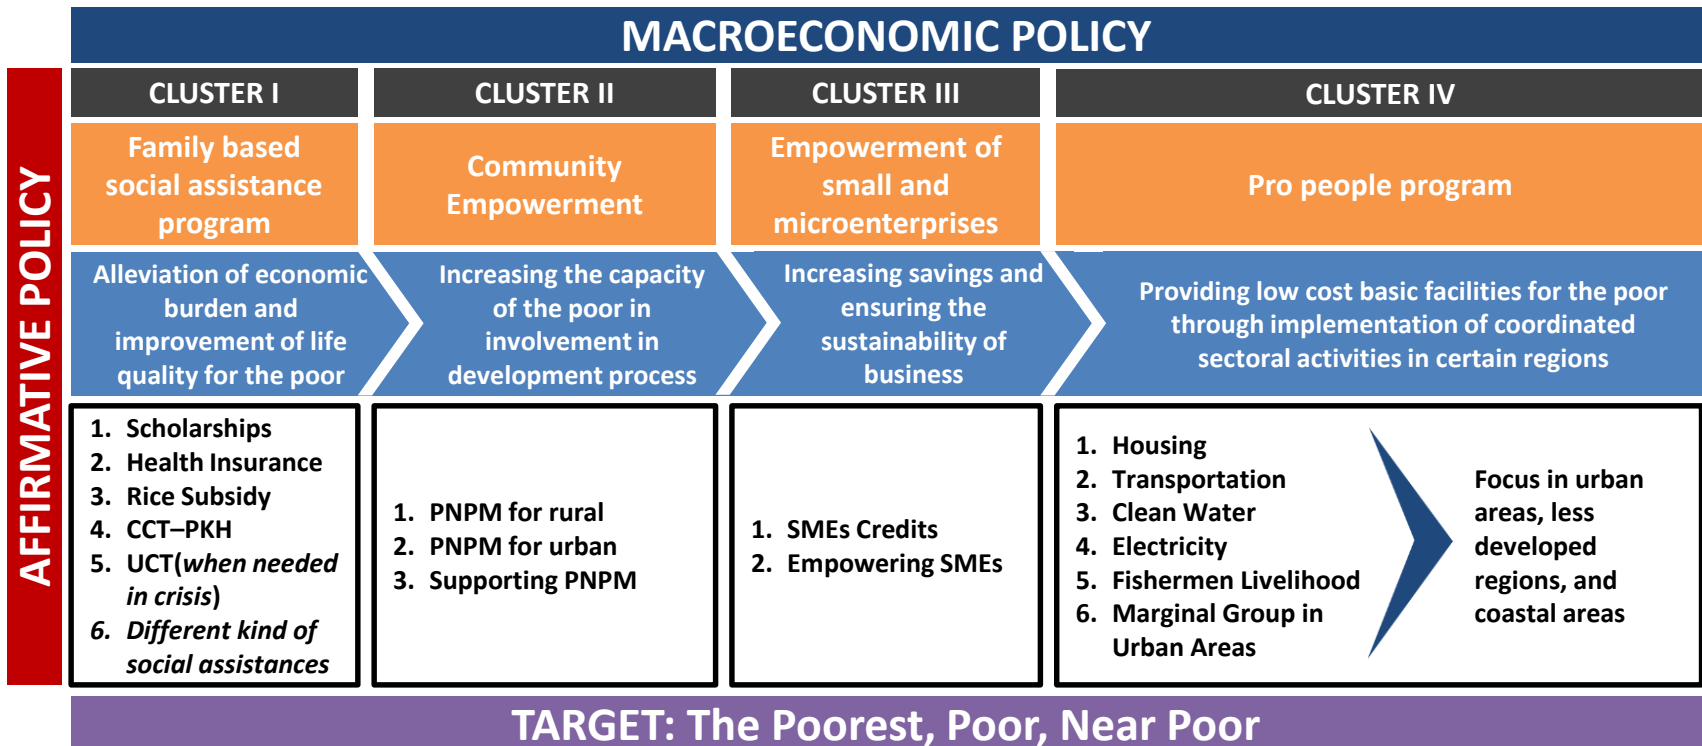 MACROECONOMIC POLICY
AFFIRMATIVE POLICY
CLUSTER I
Family based
social assistance
program
Alleviation of economic
burden and
improvement of life
quality for the poor
1. Scholarships
2. Health Insurance
3. Rice Subsidy
4. CCT–PKH
5. UCT(when needed
in crisis)
6. Different kind of
social assistances
CLUSTER II
Community
Empowerment
Increasing the capacity
of the poor in
involvement in
development process
1. PNPM for rural
2. PNPM for urban
3. Supporting PNPM
CLUSTER III
Empowerment of
small and
microenterprises
Increasing savings and
ensuring the
sustainability of
business
1. SMEs Credits
2. Empowering SMEs
CLUSTER IV
Pro people program
Providing low cost basic facilities for the poor
through implementation of coordinated
sectoral activities in certain regions
1. Housing
2. Transportation
3. Clean Water
4. Electricity
5. Fishermen Livelihood
6. Marginal Group in
Urban Areas
Focus in urban
areas, less
developed
regions, and
coastal areas
TARGET: The Poorest, Poor, Near Poor